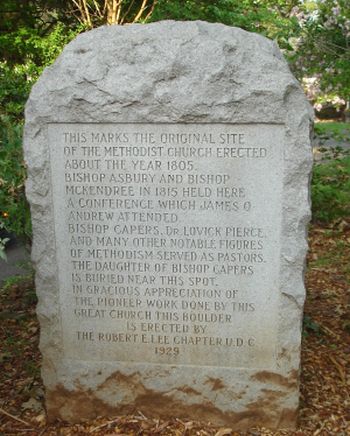 THIS MARKS THE ORIGINAL SITE
OF THE METHODIST CHURCH ERECTED
ABOUT THE YEAR 1805.
BISHOP ASBURY AND BISHOP
MCKENDREE IN 1815 HELD HERE
A CONFERENCE WHICH JAMES O
ANDREW ATTENDED.
BISHOP CAPERS, DR. LOVICK PIERCE,
AND MANY OTHER NOTABLE FIGURES
OF METHODISM SERVED AS PASTORS.
THE DAUGHTER OF BISHOP CAPERS
IS BURIED NEAR THIS SPOT.
IN GRACIOUS APPRECIATION OF
THE PIONEER WORK DONE BY THIS
GREAT CHURCH THIS BOULDER
IS ERECTED BY
THE ROBERT E. LEE CHAPTER U.D.C.
1929